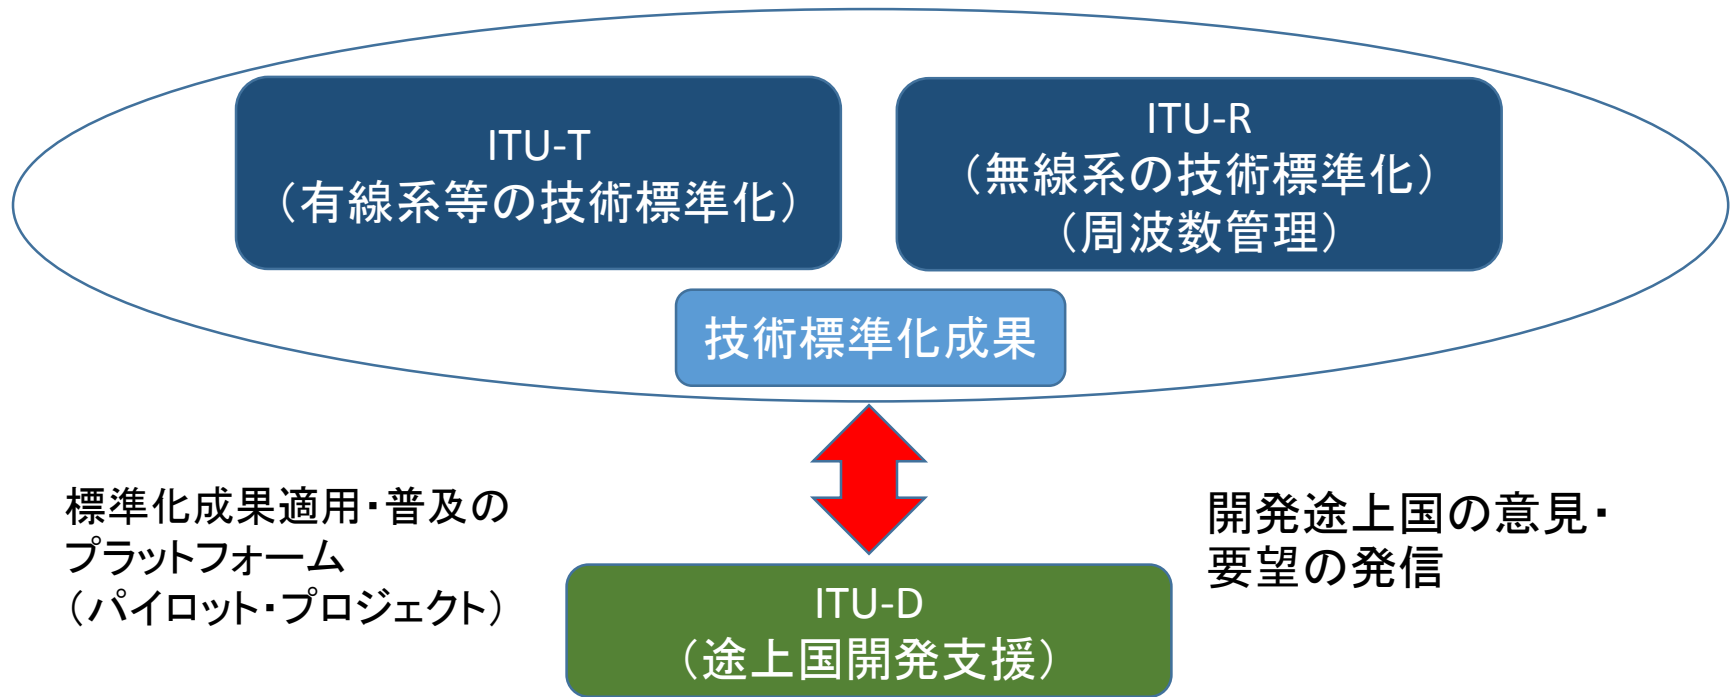 ITU-T
（有線系等の技術標準化）
ITU-R
（無線系の技術標準化）
（周波数管理）
技術標準化成果
標準化成果適用・普及の
プラットフォーム
（パイロット・プロジェクト）
開発途上国の意見・
要望の発信
ITU-D
（途上国開発支援）